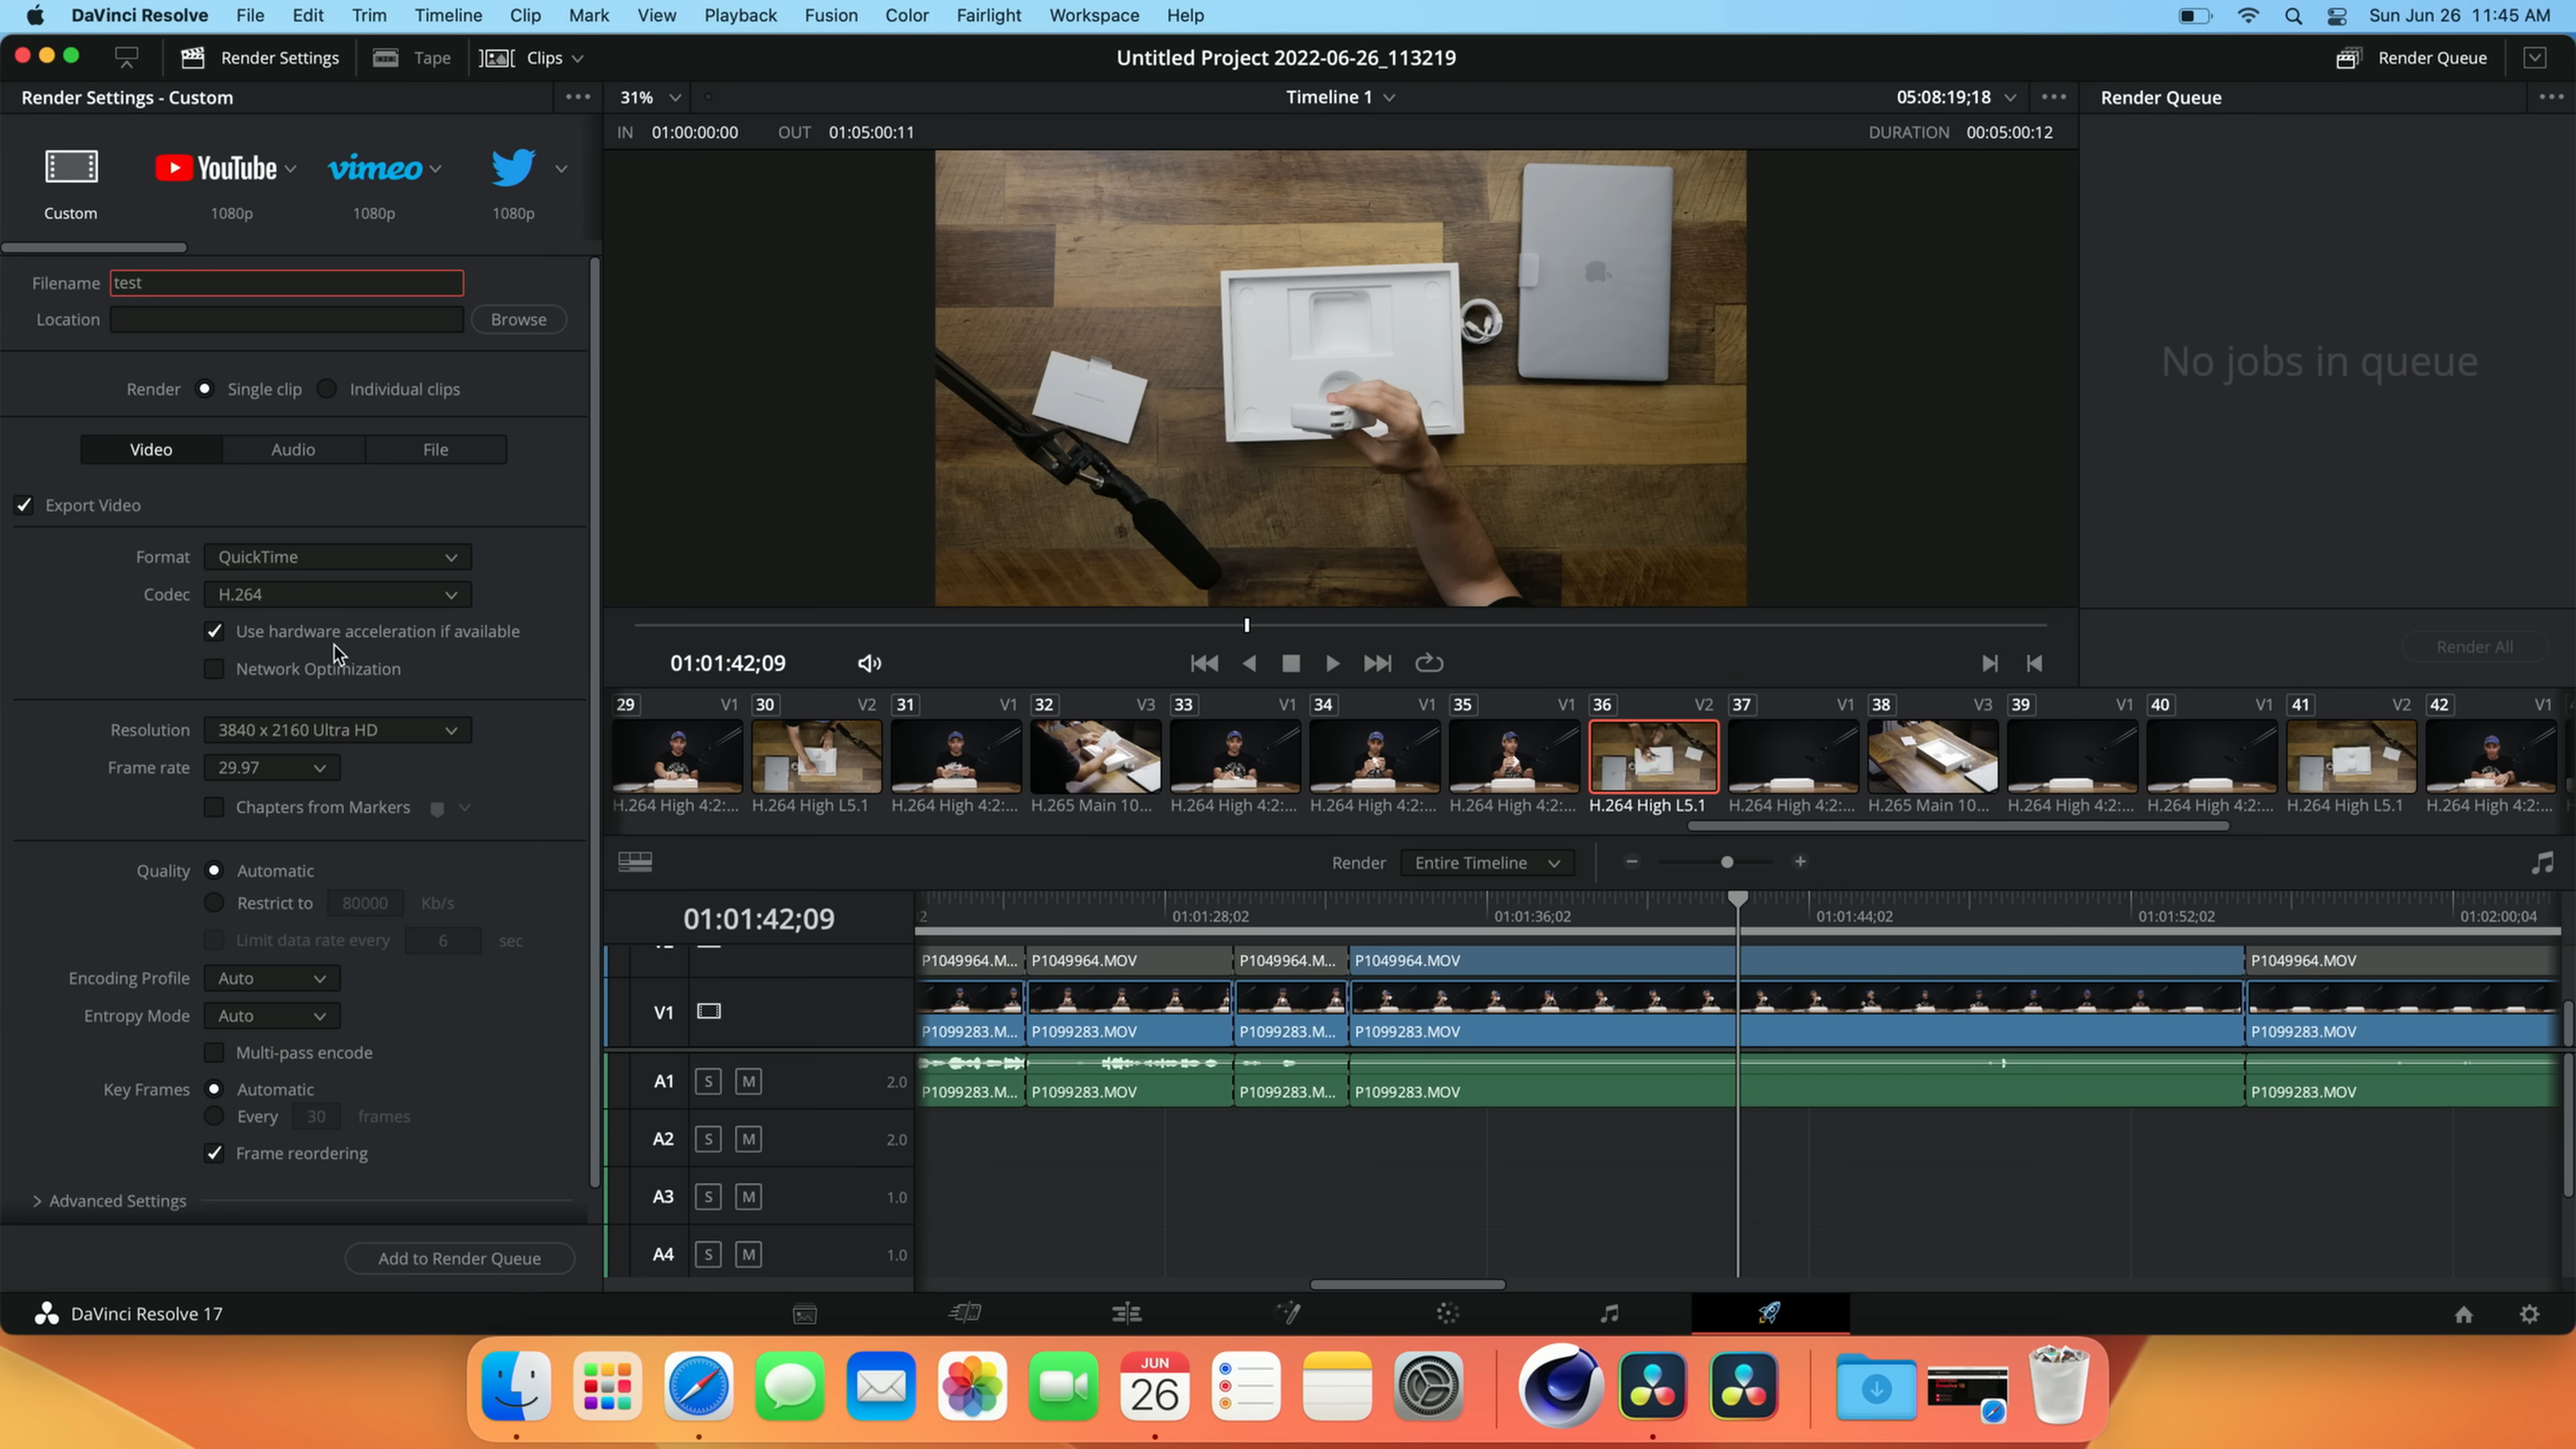 DaVinci Resolve File Edit Trim Timeline Clip Mark View Playback Fusion Color Fairlight Workspace Help Sun Jun 26 11:45 AM
Render Settings Tape Clips Untitled Project 2022-06-26_113219 Render Queue
Render Settings - Custom 31% Timeline 1 05:08:19;18 Render Queue
IN 01:00:00:00 OUT 01:05:00:11 DURATION 00:05:00:12
YouTube vimeo
Custom 1080p 1080p 1080p
Filename test
Location Browse
Render Single clip Individual clips
No jobs in queue
Video Audio File
Export Video
Format QuickTime
Codec H.264
Use hardware acceleration if available
Network Optimization
01:01:42;09
Render All
29 V1 30 V2 31 V1 32 V3 33 V1 34 V1 35 V1 36 V2 37 V1 38 V3 39 V1 40 V1 41 V2 42 V1
H.264 High 4:2:... H.264 High L5.1 H.264 High 4:2:... H.265 Main 10... H.264 High 4:2:... H.264 High 4:2:... H.264 High 4:2:... H.264 High L5.1 H.264 High 4:2:... H.265 Main 10... H.264 High 4:2:... H.264 High 4:2:... H.264 High L5.1 H.264 High 4:2:...
Resolution 3840 x 2160 Ultra HD
Frame rate 29.97
Chapters from Markers
Quality Automatic
Restrict to 80000 Kb/s
Limit data rate every 6 sec
Encoding Profile Auto
Entropy Mode Auto
Multi-pass encode
Key Frames Automatic
Every 30 frames
Frame reordering
Advanced Settings
Add to Render Queue
Render Entire Timeline
01:01:42;09 2 01:01:28;02 01:01:36;02 01:01:44;02 01:01:52;02 01:02:00;04
P1049964.M... P1049964.MOV P1049964.M... P1049964.MOV P1049964.MOV
V1
P1099283.M... P1099283.MOV P1099283.M... P1099283.MOV P1099283.MOV
A1 S M 2.0
P1099283.M... P1099283.MOV P1099283.M... P1099283.MOV P1099283.MOV
A2 S M 2.0
A3 S M 1.0
A4 S M 1.0
DaVinci Resolve 17
JUN
26